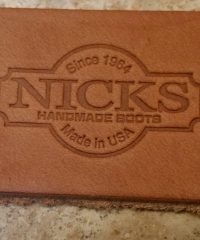 Since 1964
NICKS
HANDMADE BOOTS
Made in USA